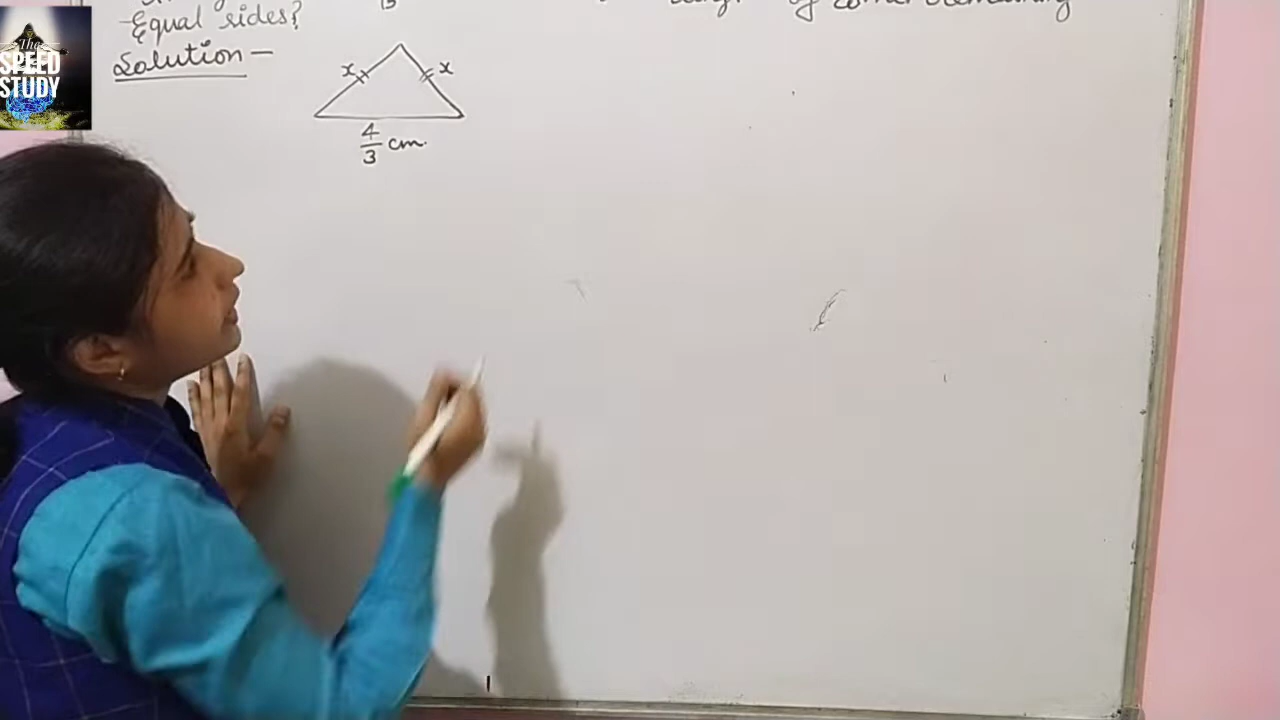 Equal sides?
Solution -
x x
4/3 cm.
The
SPEED
STUDY